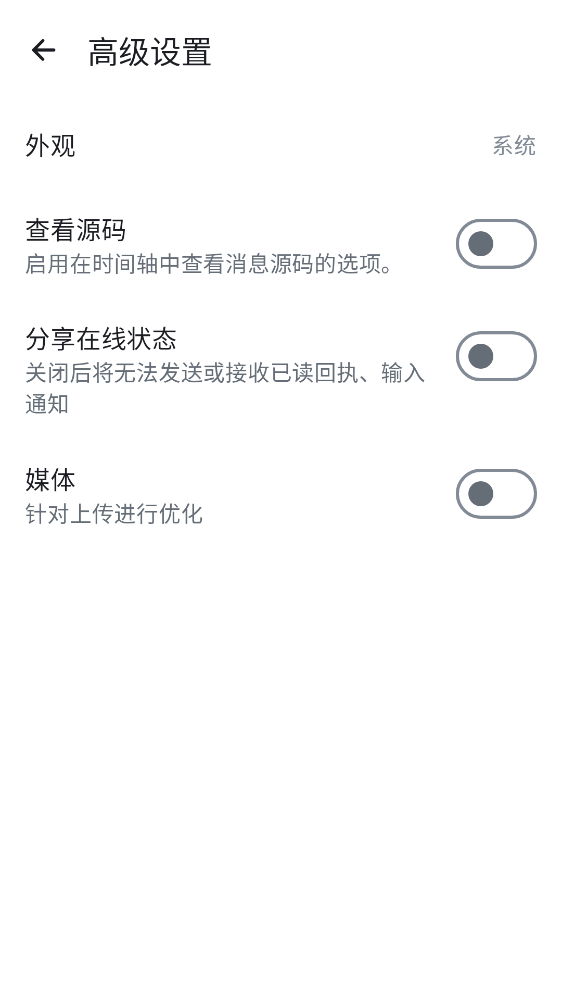 高级设置
外观
系统
查看源码
启用在时间轴中查看消息源码的选项。
分享在线状态
关闭后将无法发送或接收已读回执、输入
通知
媒体
针对上传进行优化